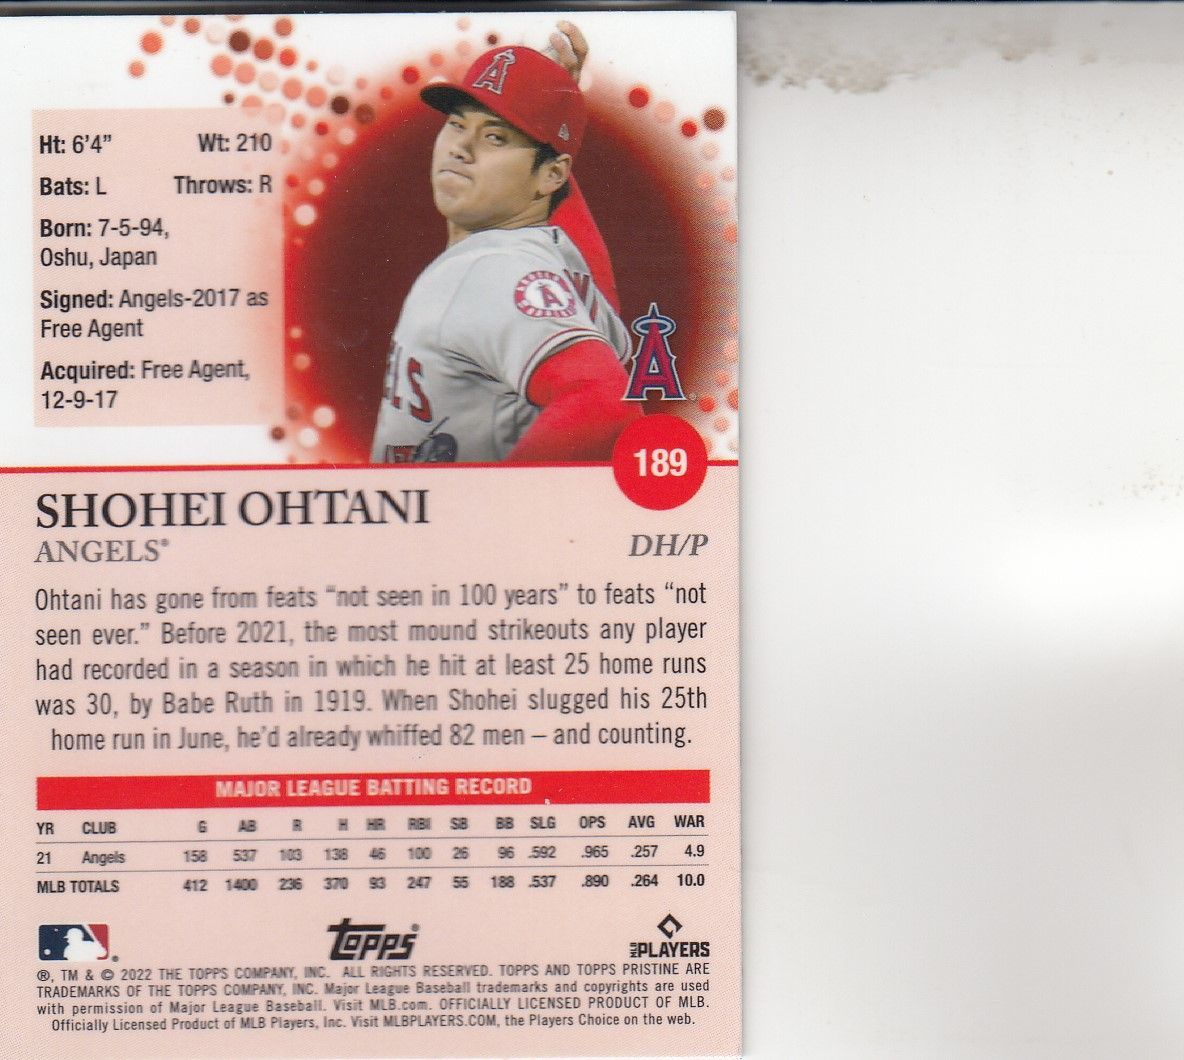 Ht: 6'4" Wt: 210
Bats: L Throws: R
Born: 7-5-94,
Oshu, Japan
Signed: Angels-2017 as
Free Agent
Acquired: Free Agent,
12-9-17
189
SHOHEI OHTANI
ANGELS® DH/P
Ohtani has gone from feats "not seen in 100 years" to feats "not
seen ever." Before 2021, the most mound strikeouts any player
had recorded in a season in which he hit at least 25 home runs
was 30, by Babe Ruth in 1919. When Shohei slugged his 25th
home run in June, he'd already whiffed 82 men – and counting.
MAJOR LEAGUE BATTING RECORD
YR CLUB G AB R H HR RBI SB BB SLG OPS AVG WAR
21 Angels 158 537 103 138 46 100 26 96 .592 .965 .257 4.9
MLB TOTALS 412 1400 236 370 93 247 55 188 .537 .890 .264 10.0
topps® MLB PLAYERS
®, TM & © 2022 THE TOPPS COMPANY, INC. ALL RIGHTS RESERVED. TOPPS AND TOPPS PRISTINE ARE
TRADEMARKS OF THE TOPPS COMPANY, INC. Major League Baseball trademarks and copyrights are used
with permission of Major League Baseball. Visit MLB.com. OFFICIALLY LICENSED PRODUCT OF MLB.
Officially Licensed Product of MLB Players, Inc. Visit MLBPLAYERS.COM, the Players Choice on the web.